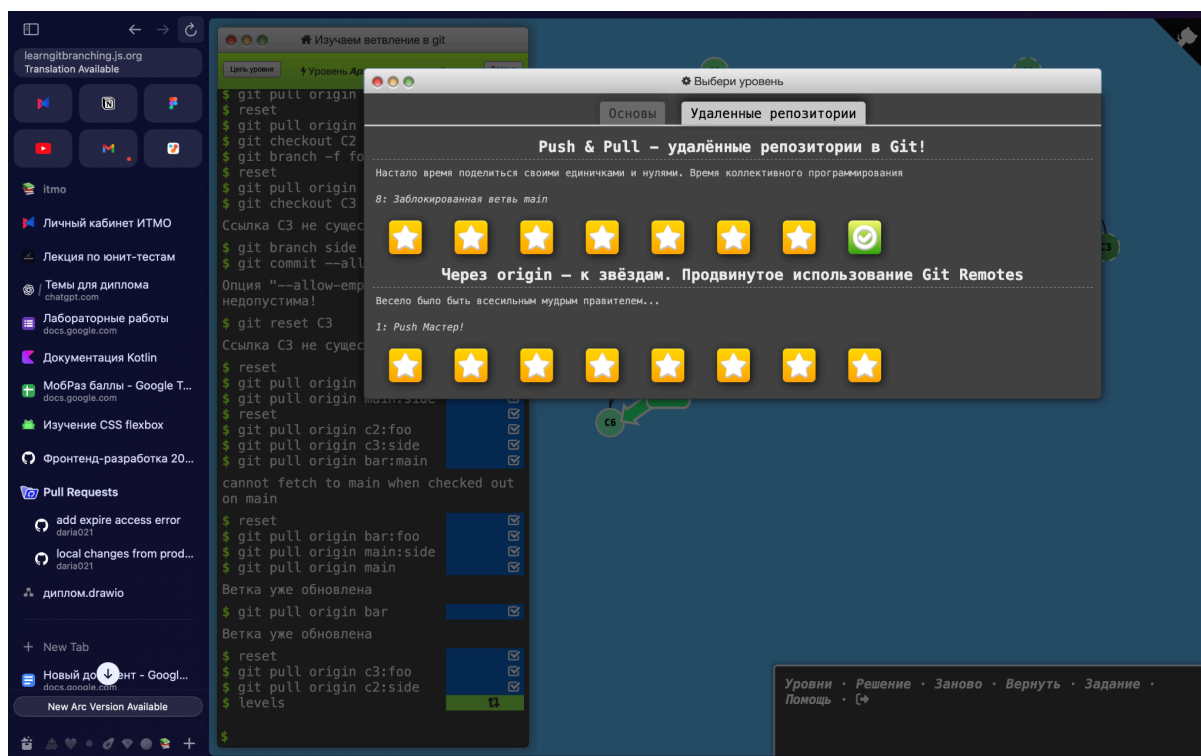 learngitbranching.js.org
Translation Available
itmo
Личный кабинет ИТМО
Лекция по юнит-тестам
/ Темы для диплома
chatgpt.com
Лабораторные работы
docs.google.com
Документация Kotlin
МобРаз баллы - Google T...
docs.google.com
Изучение CSS flexbox
Фронтенд-разработка 20...
Pull Requests
add expire access error
daria021
local changes from prod...
daria021
диплом.drawio
+ New Tab
Новый до ент - Googl...
docs.google.com
New Arc Version Available
Изучаем ветвление в git
Цель уровня
Уровень Ар
$ git pull origin
$ reset
$ git pull origin
$ git checkout C2
$ git branch -f fo
$ reset
$ git pull origin
$ git checkout C3
Ссылка C3 не сущес
$ git branch side
$ git commit --all
Опция "--allow-emp
недопустима!
$ git reset C3
Ссылка C3 не сущес
$ reset
$ git pull origin
$ git pull origin main:side
$ reset
$ git pull origin c2:foo
$ git pull origin c3:side
$ git pull origin bar:main
cannot fetch to main when checked out
on main
$ reset
$ git pull origin bar:foo
$ git pull origin main:side
$ git pull origin main
Ветка уже обновлена
$ git pull origin bar
Ветка уже обновлена
$ reset
$ git pull origin c3:foo
$ git pull origin c2:side
$ levels
$
Выбери уровень
Основы
Удаленные репозитории
Push & Pull – удалённые репозитории в Git!
Настало время поделиться своими единичками и нулями. Время коллективного программирования
8: Заблокированная ветвь main
Через origin – к звёздам. Продвинутое использование Git Remotes
Весело было быть всесильным мудрым правителем...
1: Push Мастер!
C3
C6
Уровни · Решение · Заново · Вернуть · Задание ·
Помощь ·